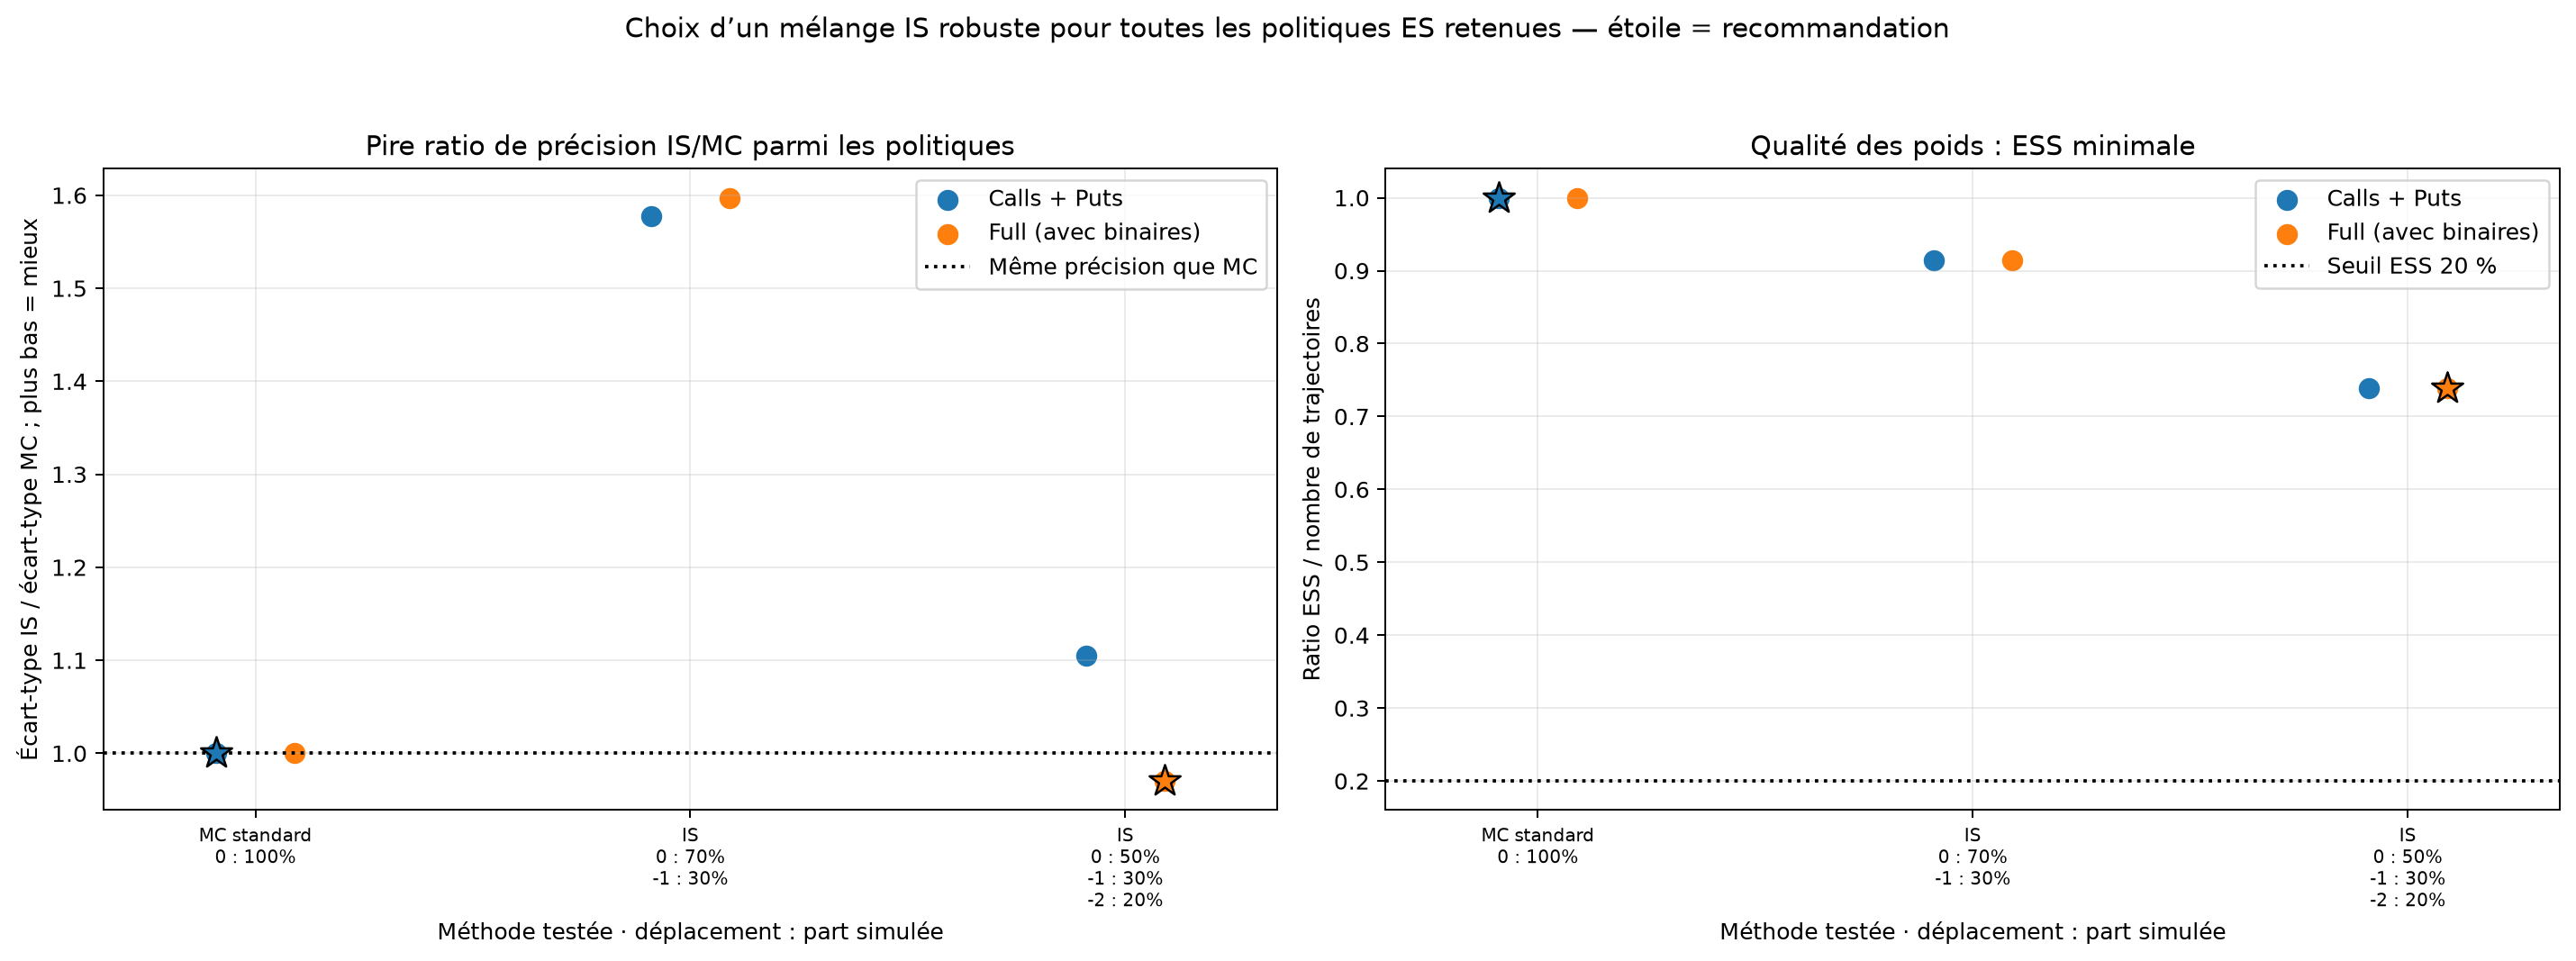 Choix d’un mélange IS robuste pour toutes les politiques ES retenues — étoile = recommandation
Pire ratio de précision IS/MC parmi les politiques
Écart-type IS / écart-type MC ; plus bas = mieux
1.6
1.5
1.4
1.3
1.2
1.1
1.0
Calls + Puts
Full (avec binaires)
Même précision que MC
MC standard
0 : 100%
IS
0 : 70%
-1 : 30%
IS
0 : 50%
-1 : 30%
-2 : 20%
Méthode testée · déplacement : part simulée
Qualité des poids : ESS minimale
Ratio ESS / nombre de trajectoires
1.0
0.9
0.8
0.7
0.6
0.5
0.4
0.3
0.2
Calls + Puts
Full (avec binaires)
Seuil ESS 20 %
MC standard
0 : 100%
IS
0 : 70%
-1 : 30%
IS
0 : 50%
-1 : 30%
-2 : 20%
Méthode testée · déplacement : part simulée